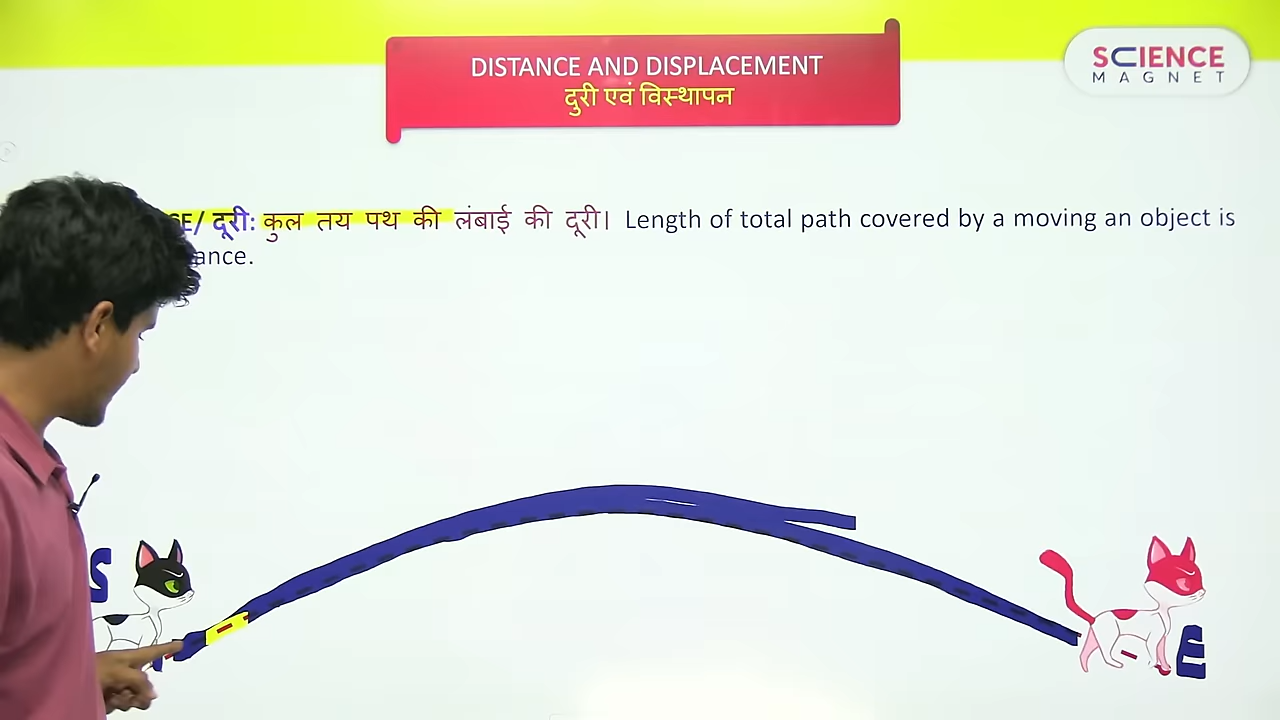 DISTANCE AND DISPLACEMENT
दुरी एवं विस्थापन
SCIENCE
MAGNET
दूरी: कुल तय पथ की लंबाई की दूरी। Length of total path covered by a moving an object is
S
E